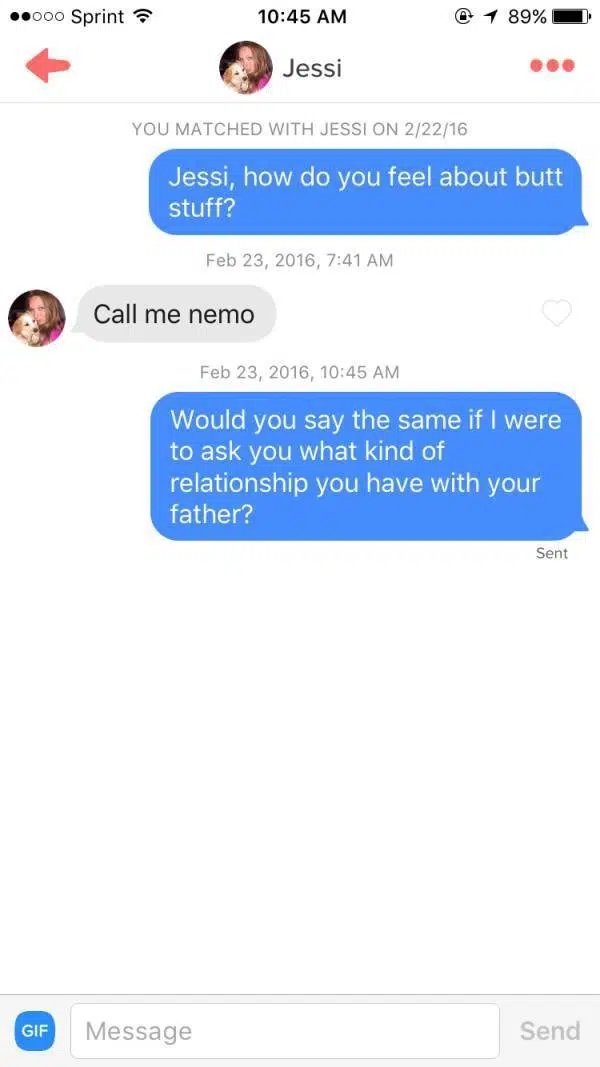 Sprint 10:45 AM 89%
Jessi
YOU MATCHED WITH JESSI ON 2/22/16
Jessi, how do you feel about butt
stuff?
Feb 23, 2016, 7:41 AM
Call me nemo
Feb 23, 2016, 10:45 AM
Would you say the same if I were
to ask you what kind of
relationship you have with your
father?
Sent
GIF Message Send